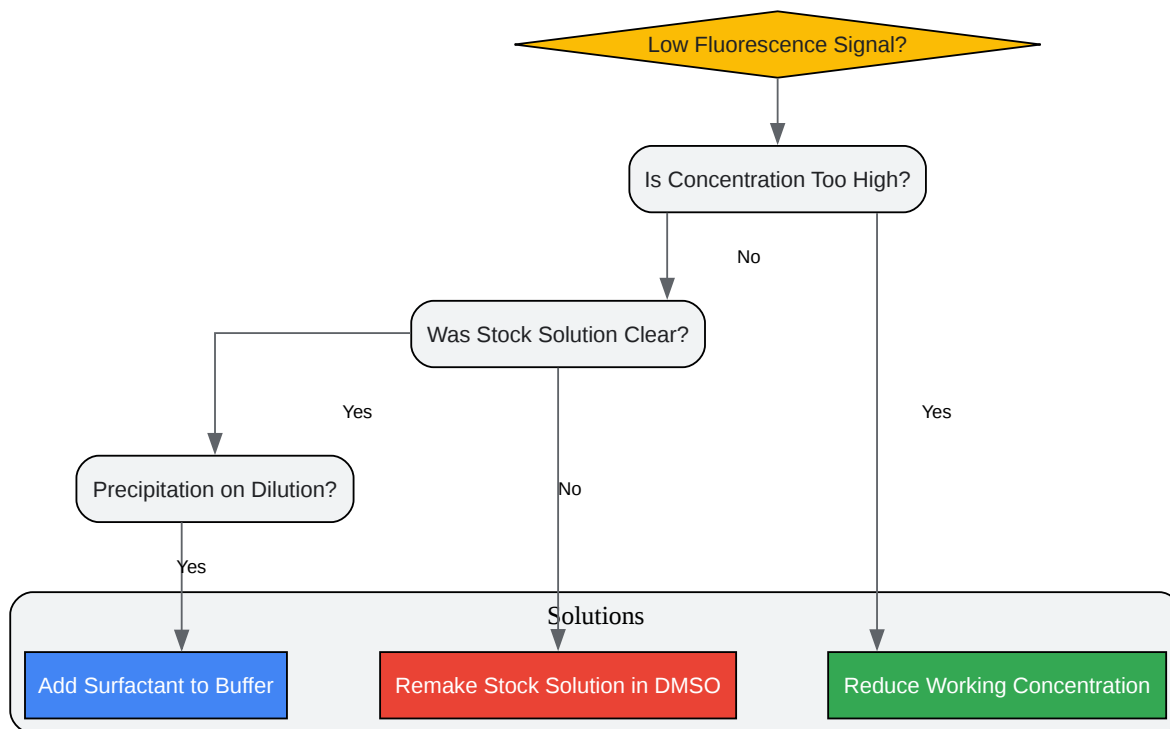 Low Fluorescence Signal?
Is Concentration Too High?
No
Was Stock Solution Clear?
Yes
Yes
Precipitation on Dilution?
No
Yes
Solutions
Add Surfactant to Buffer
Remake Stock Solution in DMSO
Reduce Working Concentration